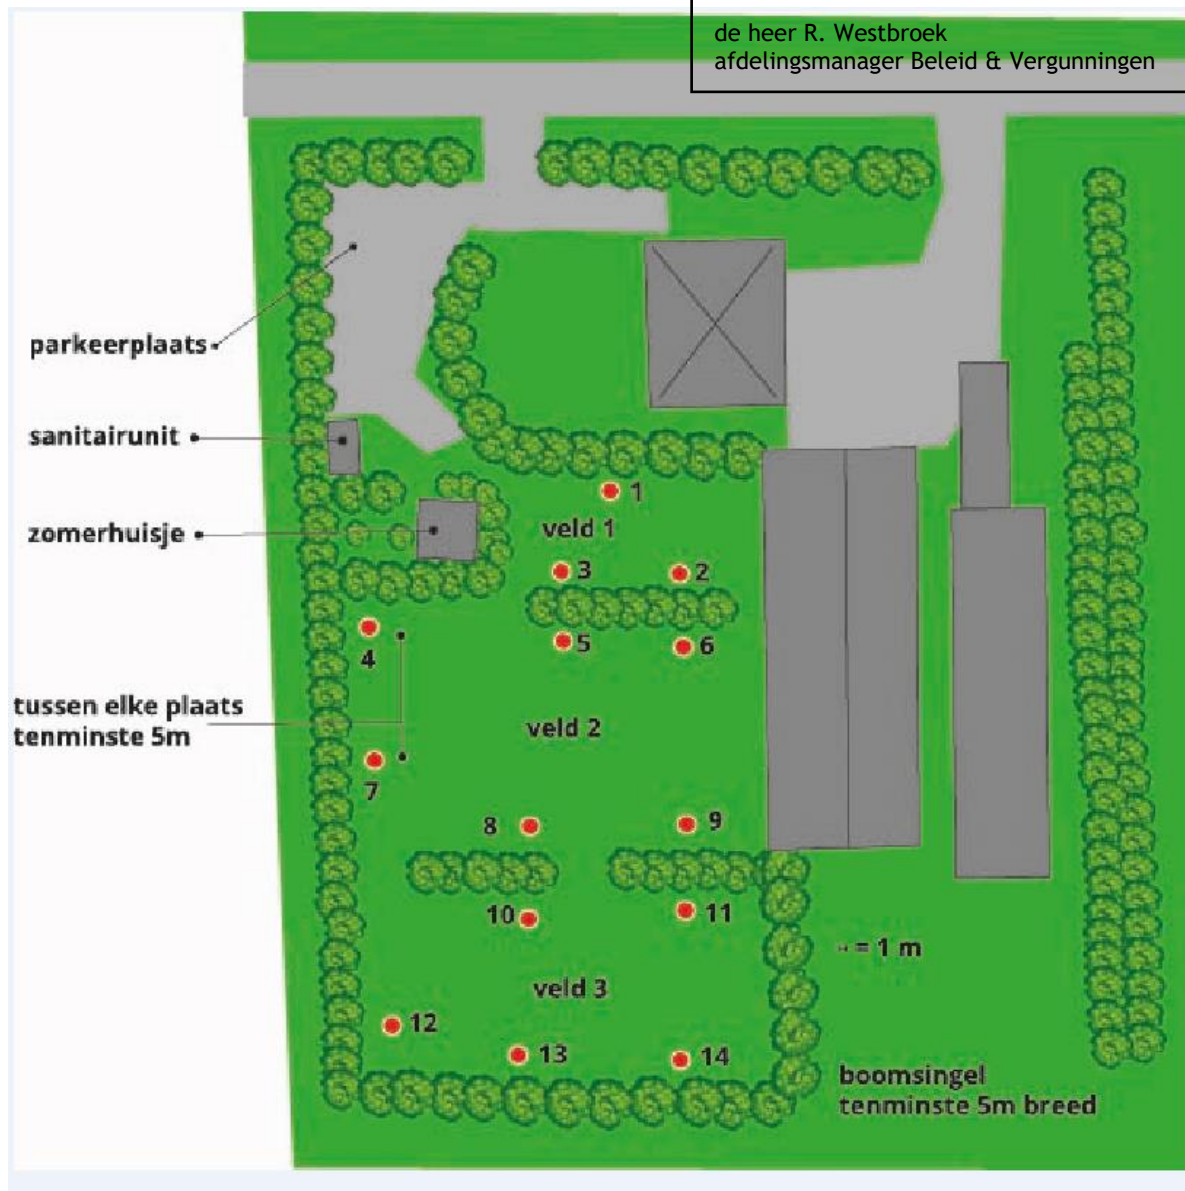 de heer R. Westbroek
afdelingsmanager Beleid & Vergunningen
parkeerplaats
sanitairunit
zomerhuisje
1
veld 1
3
2
5
6
4
tussen elke plaats
tenminste 5m
veld 2
7
8
9
10
11
= 1 m
veld 3
12
13
14
boomsingel
tenminste 5m breed